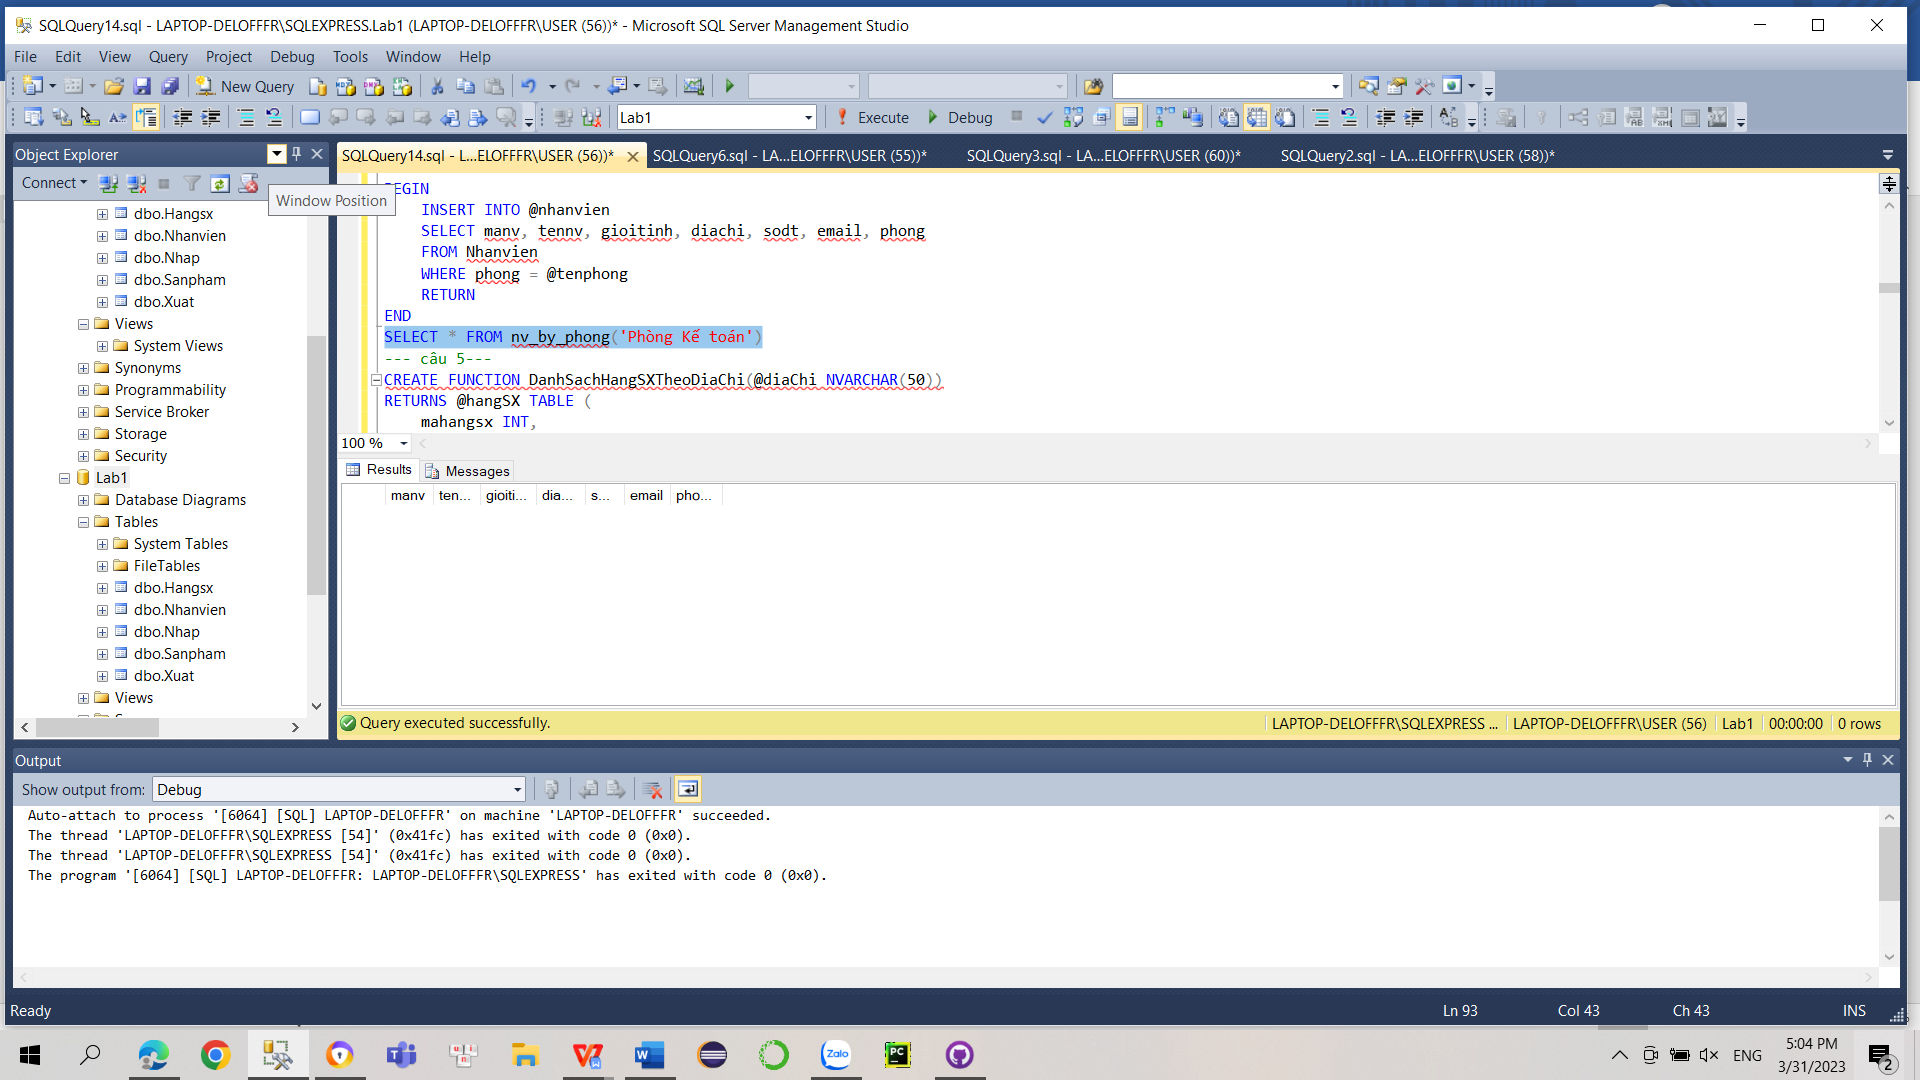 SQLQuery14.sql - LAPTOP-DELOFFFR\SQLEXPRESS.Lab1 (LAPTOP-DELOFFFR\USER (56))* - Microsoft SQL Server Management Studio
File Edit View Query Project Debug Tools Window Help
New Query
Lab1 Execute Debug
Object Explorer
Connect
Window Position
dbo.Hangsx
dbo.Nhanvien
dbo.Nhap
dbo.Sanpham
dbo.Xuat
Views
System Views
Synonyms
Programmability
Service Broker
Storage
Security
Lab1
Database Diagrams
Tables
System Tables
FileTables
dbo.Hangsx
dbo.Nhanvien
dbo.Nhap
dbo.Sanpham
dbo.Xuat
Views
SQLQuery14.sql - L...ELOFFFR\USER (56))* SQLQuery6.sql - LA...ELOFFFR\USER (55))* SQLQuery3.sql - LA...ELOFFFR\USER (60))* SQLQuery2.sql - LA...ELOFFFR\USER (58))*
EGIN
INSERT INTO @nhanvien
SELECT manv, tennv, gioitinh, diachi, sodt, email, phong
FROM Nhanvien
WHERE phong = @tenphong
RETURN
END
SELECT * FROM nv_by_phong('Phòng Kế toán')
--- câu 5---
CREATE FUNCTION DanhSachHangSXTheoDiaChi(@diaChi NVARCHAR(50))
RETURNS @hangSX TABLE (
mahangsx INT,
100 %
Results Messages
manv ten... gioiti... dia... s... email pho...
Query executed successfully. LAPTOP-DELOFFFR\SQLEXPRESS ... LAPTOP-DELOFFFR\USER (56) Lab1 00:00:00 0 rows
Output
Show output from: Debug
Auto-attach to process '[6064] [SQL] LAPTOP-DELOFFFR' on machine 'LAPTOP-DELOFFFR' succeeded.
The thread 'LAPTOP-DELOFFFR\SQLEXPRESS [54]' (0x41fc) has exited with code 0 (0x0).
The thread 'LAPTOP-DELOFFFR\SQLEXPRESS [54]' (0x41fc) has exited with code 0 (0x0).
The program '[6064] [SQL] LAPTOP-DELOFFFR: LAPTOP-DELOFFFR\SQLEXPRESS' has exited with code 0 (0x0).
Ready Ln 93 Col 43 Ch 43 INS
Zalo PC ENG 5:04 PM
3/31/2023 2